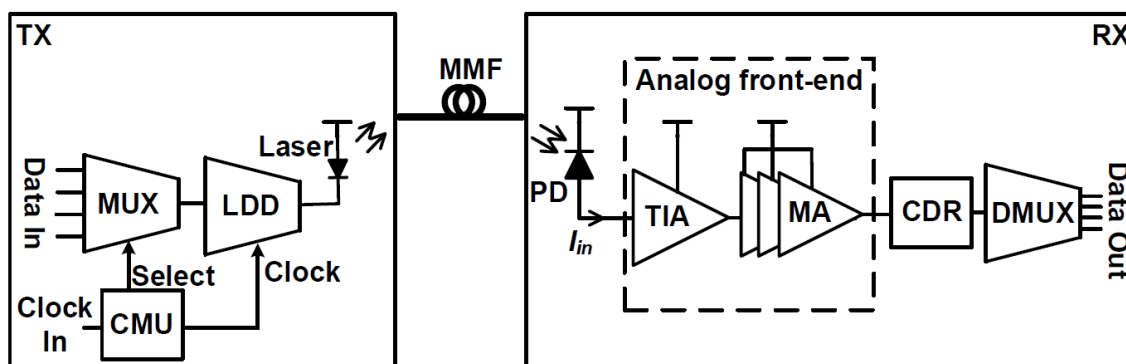 TX
RX
MMF
Analog front-end
Laser
Data In
MUX
LDD
PD
I_in
TIA
MA
CDR
DMUX
Data Out
Select
Clock
Clock
In
CMU